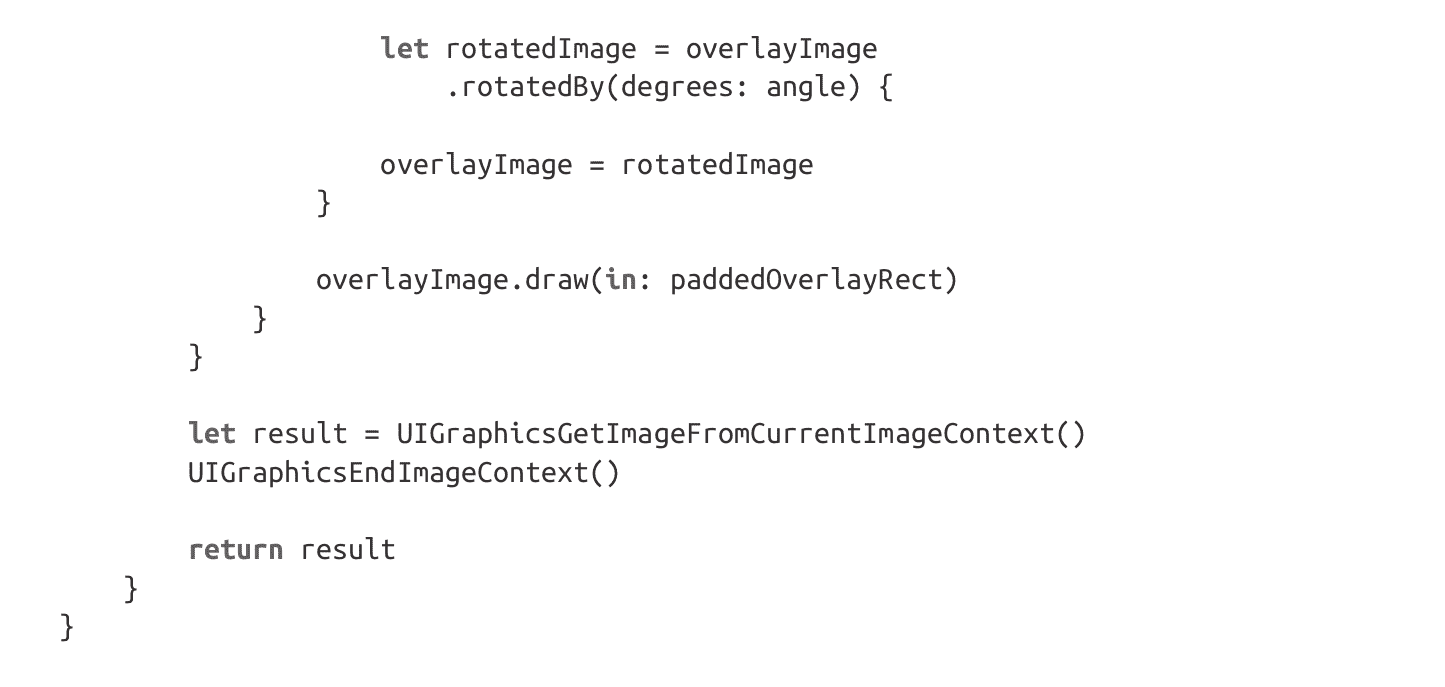 let rotatedImage = overlayImage
.rotatedBy(degrees: angle) {
overlayImage = rotatedImage
}
overlayImage.draw(in: paddedOverlayRect)
}
}
let result = UIGraphicsGetImageFromCurrentImageContext()
UIGraphicsEndImageContext()
return result
}
}